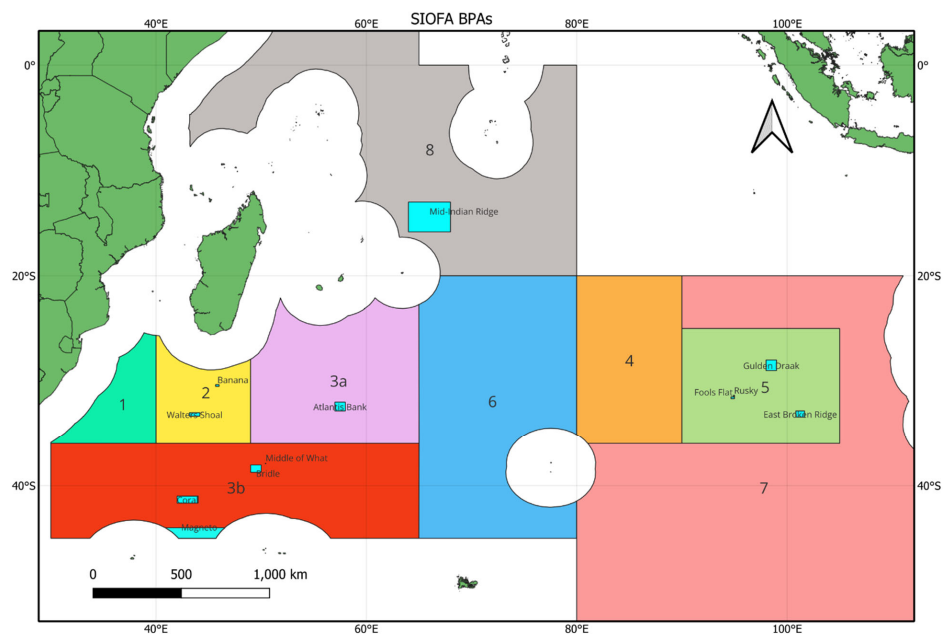 SIOFA BPAs
40°E 60°E 80°E 100°E
0° 0°
8
Mid-Indian Ridge
20°S 20°S
4
Gulden Draak
3a
Banana
5
2
Fools Flat Rusky
6
1
Atlantis Bank
Walters Shoal
East Broken Ridge
Middle of What
Bridle
40°S 3b 7 40°S
Coral
Magneto
0 500 1,000 km
40°E 60°E 80°E 100°E